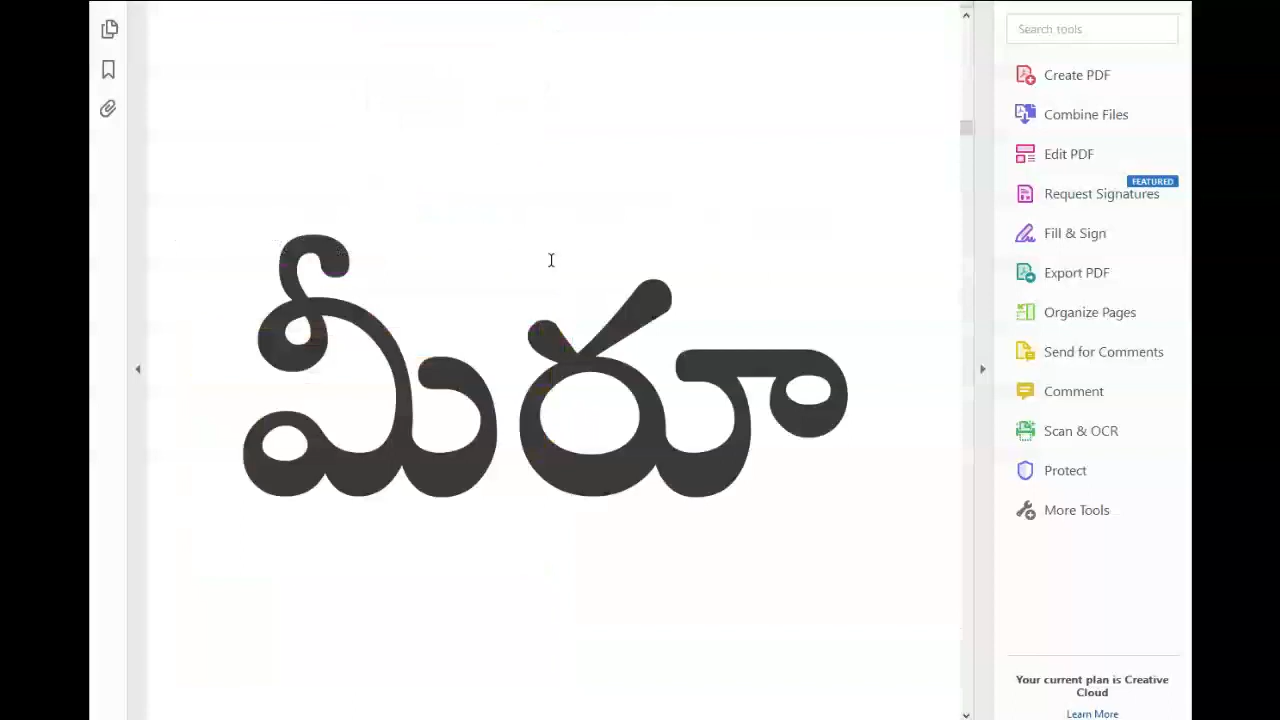 Search tools
Create PDF
Combine Files
Edit PDF
FEATURED
Request Signatures
Fill & Sign
Export PDF
Organize Pages
Send for Comments
Comment
Scan & OCR
Protect
More Tools
Your current plan is Creative
Cloud
Learn More
మీరూ